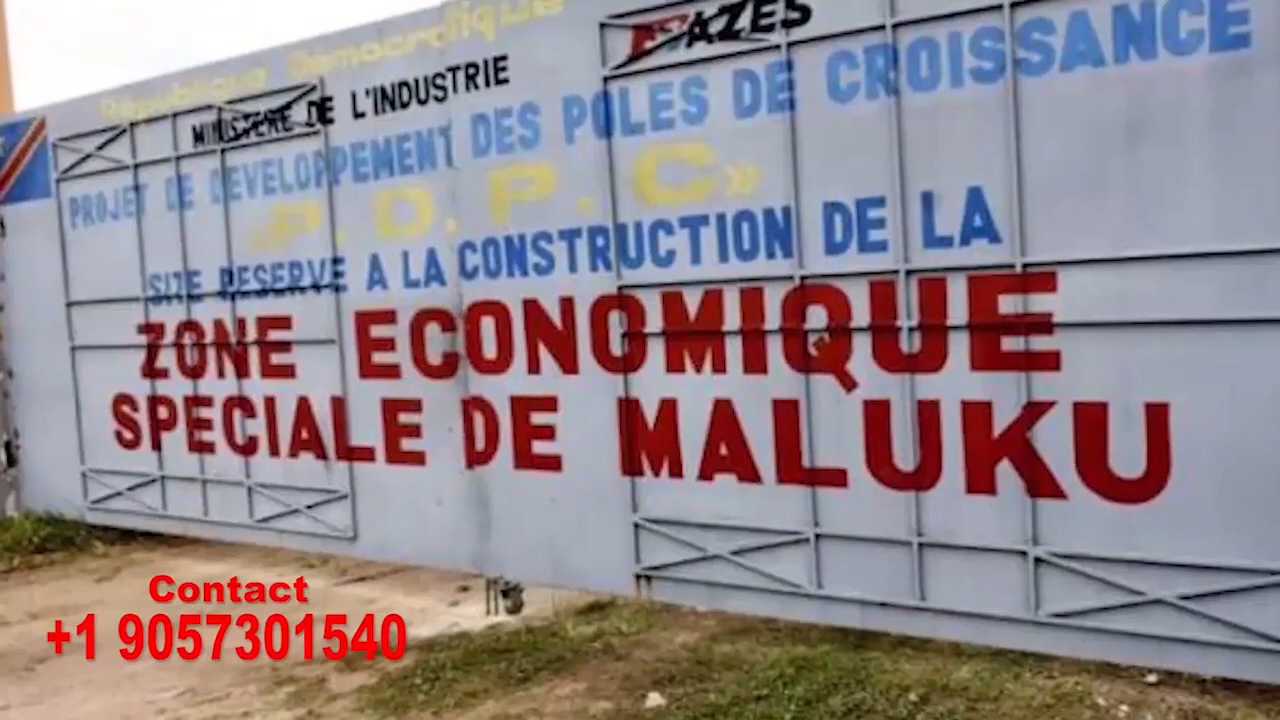 République Démocratique
AZES
MINISTERE DE L'INDUSTRIE
PROJET DE DEVELOPPEMENT DES POLES DE CROISSANCE
« P.D.P.C »
SITE RESERVE A LA CONSTRUCTION DE LA
ZONE ECONOMIQUE
SPECIALE DE MALUKU
Contact
+1 9057301540